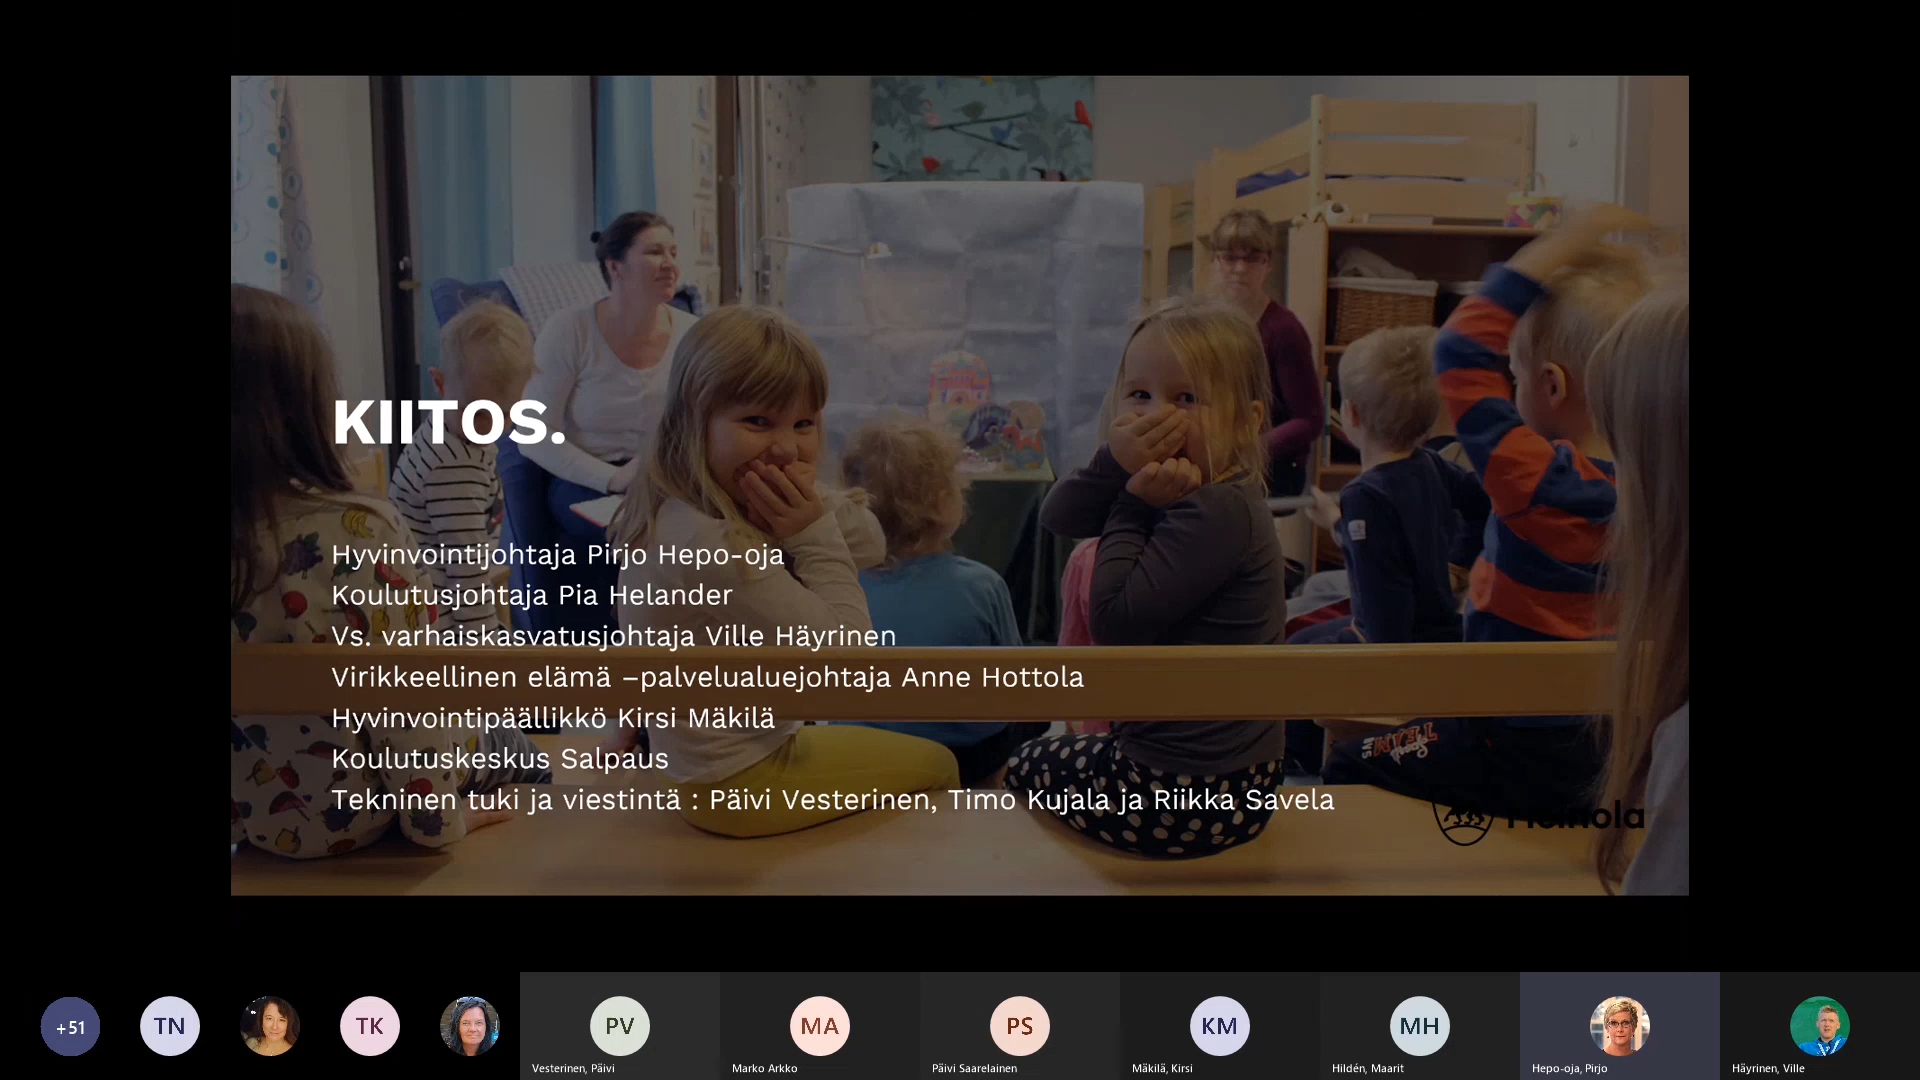 KIITOS.
Hyvinvointijohtaja Pirjo Hepo-oja
Koulutusjohtaja Pia Helander
Vs. varhaiskasvatusjohtaja Ville Häyrinen
Virikkeellinen elämä –palvelualuejohtaja Anne Hottola
Hyvinvointipäällikkö Kirsi Mäkilä
Koulutuskeskus Salpaus
Tekninen tuki ja viestintä : Päivi Vesterinen, Timo Kujala ja Riikka Savela
Heinola
+51
TN
TK
PV
MA
PS
KM
MH
Vesterinen, Päivi
Marko Arkko
Päivi Saarelainen
Mäkilä, Kirsi
Hildén, Maarit
Hepo-oja, Pirjo
Häyrinen, Ville